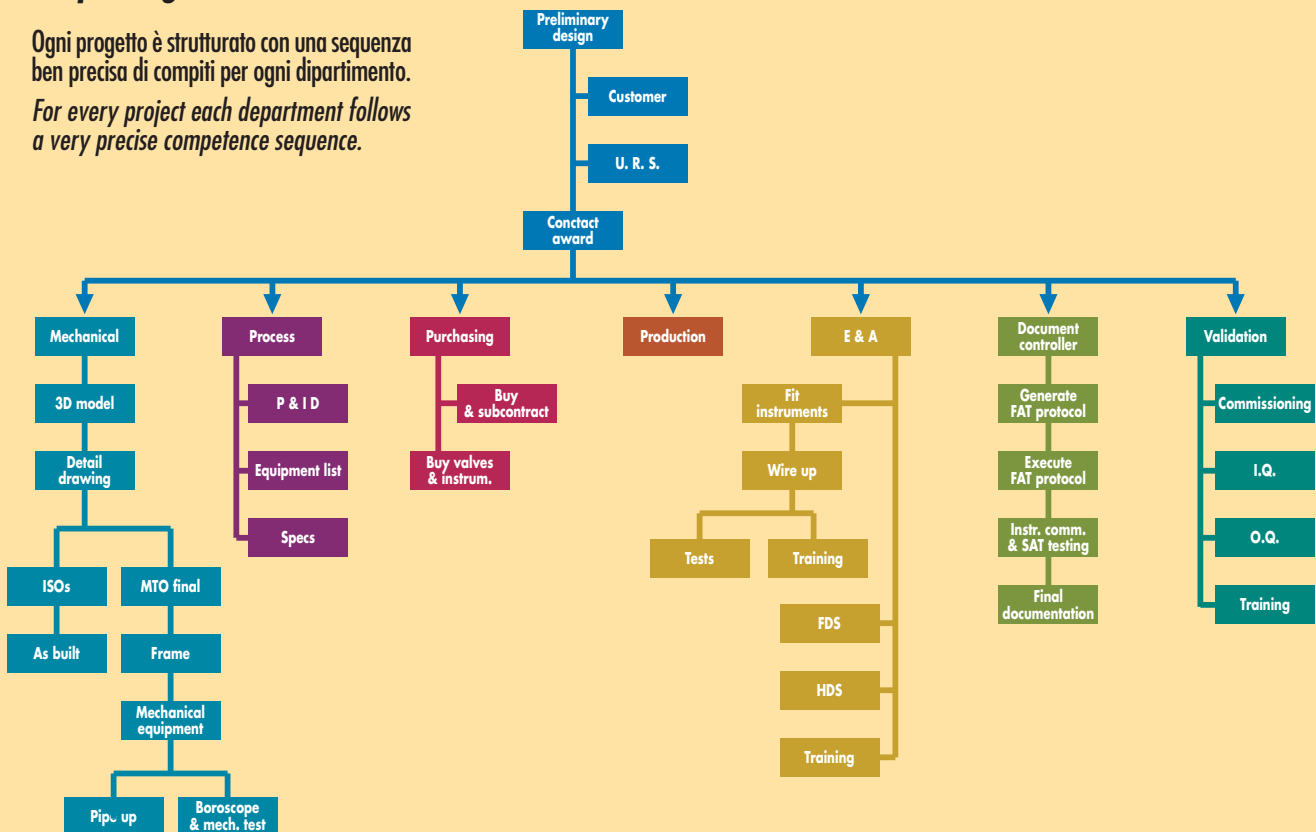 Ogni progetto è strutturato con una sequenza
ben precisa di compiti per ogni dipartimento.
For every project each department follows
a very precise competence sequence.
Preliminary
design
Customer
U. R. S.
Conctact
award
Mechanical
Process
Purchasing
Production
E & A
Document
controller
Validation
3D model
P & I D
Buy
& subcontract
Fit
instruments
Generate
FAT protocol
Commissioning
Detail
drawing
Equipment list
Buy valves
& instrum.
Wire up
Execute
FAT protocol
I.Q.
Specs
Tests
Training
Instr. comm.
& SAT testing
O.Q.
ISOs
MTO final
FDS
Final
documentation
Training
As built
Frame
HDS
Mechanical
equipment
Training
Pipe up
Boroscope
& mech. test